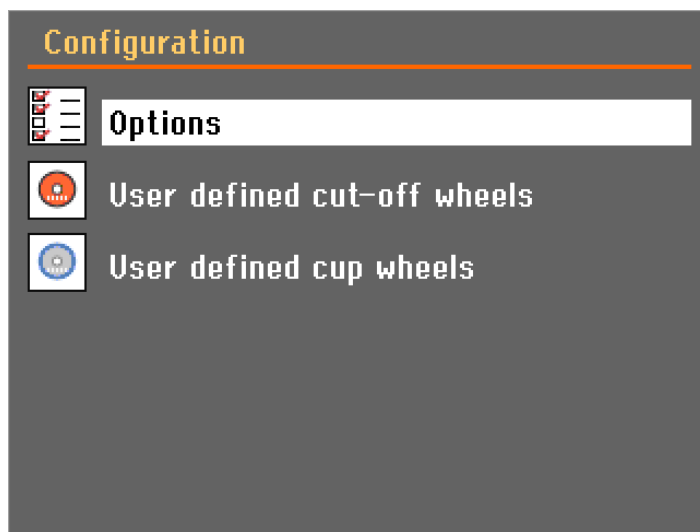 Configuration
Options
User defined cut-off wheels
User defined cup wheels